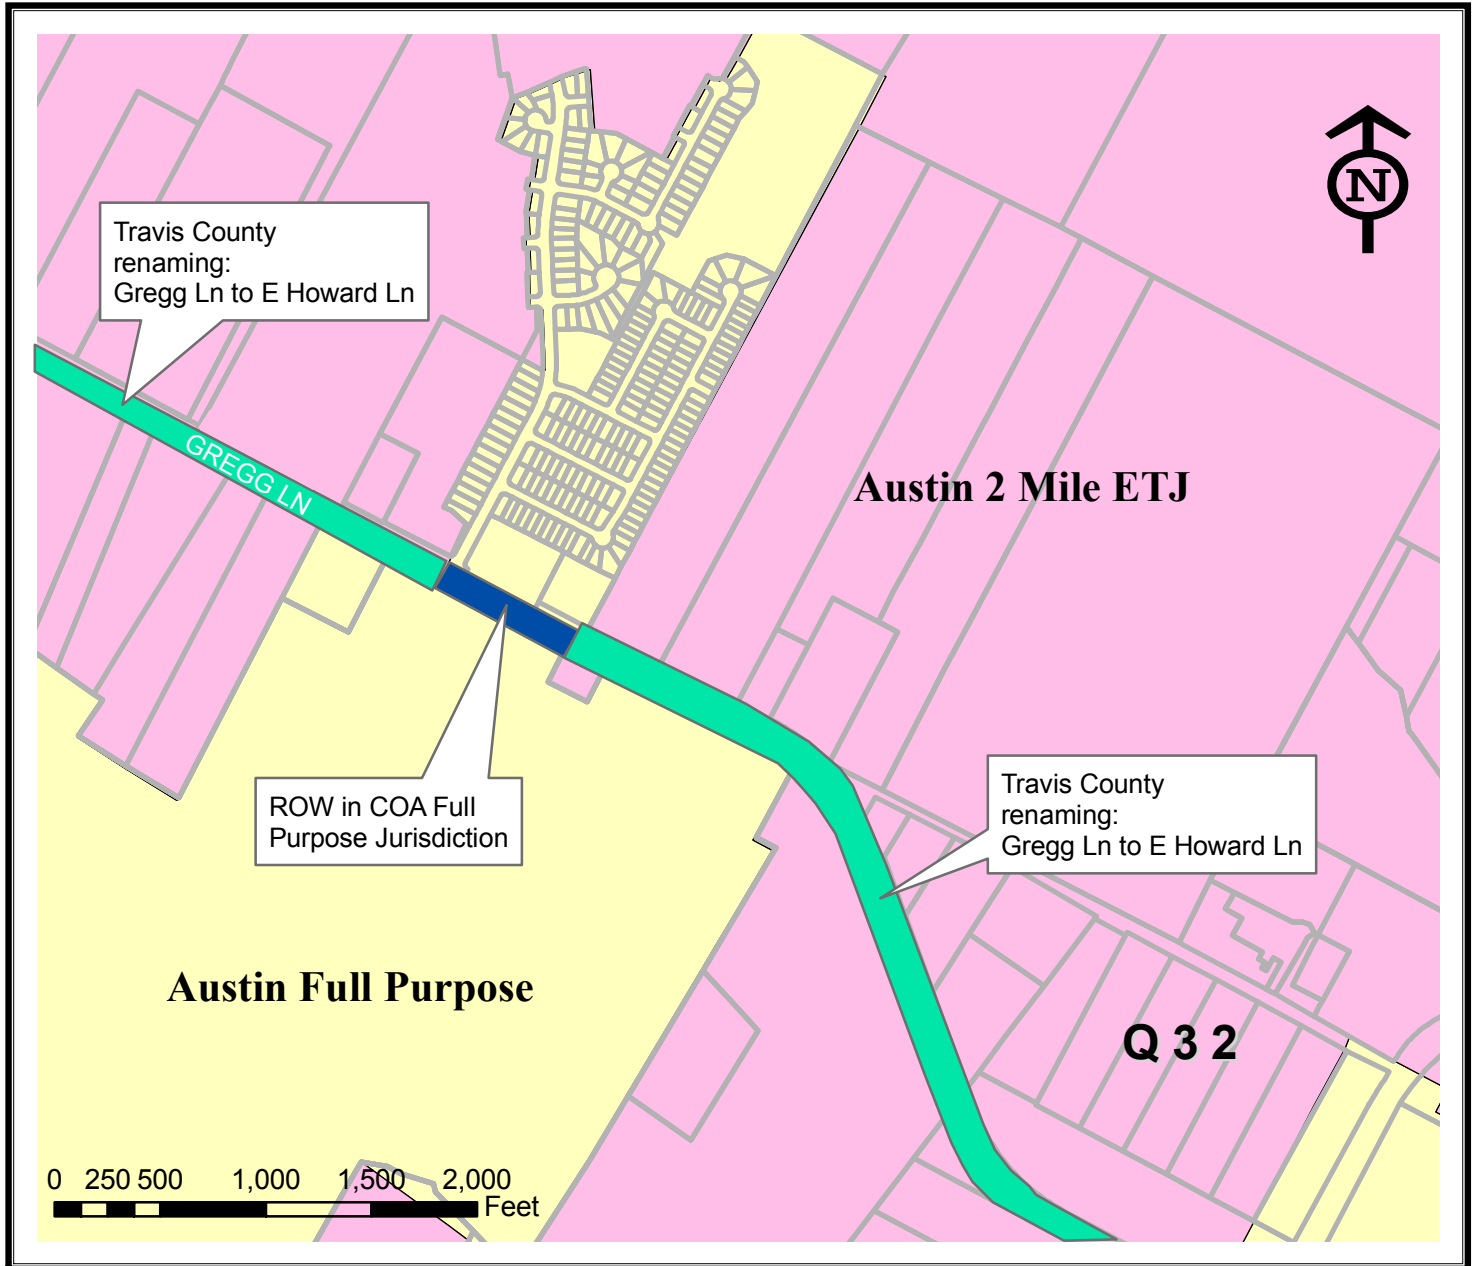 N
Travis County
renaming:
Gregg Ln to E Howard Ln
GREGG LN
Austin 2 Mile ETJ
ROW in COA Full
Purpose Jurisdiction
Travis County
renaming:
Gregg Ln to E Howard Ln
Austin Full Purpose
Q 3 2
0 250 500 1,000 1,500 2,000
Feet